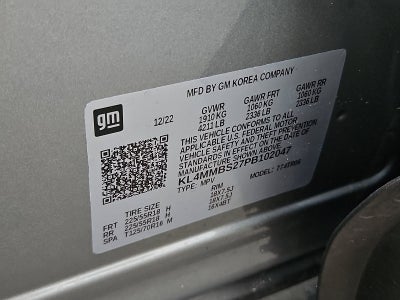 gm
MFD BY GM KOREA COMPANY
12/22 GVWR GAWR FRT GAWR RR
1910 KG 1060 KG 1060 KG
4211 LB 2336 LB 2336 LB
THIS VEHICLE CONFORMS TO ALL
APPLICABLE U.S. FEDERAL MOTOR
VEHICLE SAFETY AND THEFT PREVENTION
STANDARDS IN EFFECT ON THE DATE OF
MANUFACTURE SHOWN ABOVE.
KL4MMBS27PB102047
TYPE: MPV MODEL:
TIRE SIZE RIM
FRT 225/55R18 H 18X7.5J
RR 225/55R18 H 18X7.5J
SPA T125/70R16 M 16X4BT